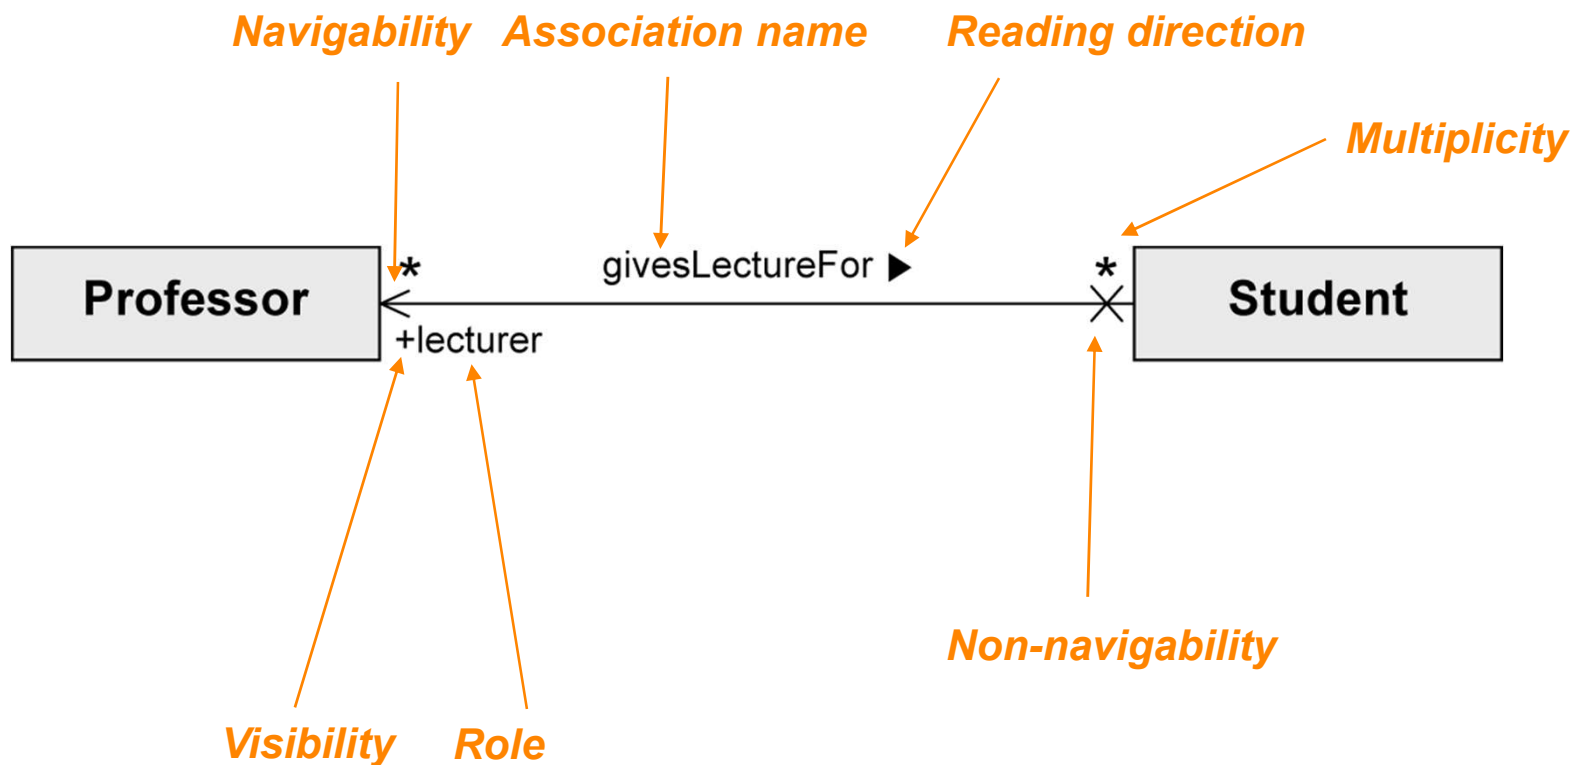 Navigability Association name Reading direction
Multiplicity
* givesLectureFor ▶ *
Professor Student
+lecturer
Non-navigability
Visibility Role